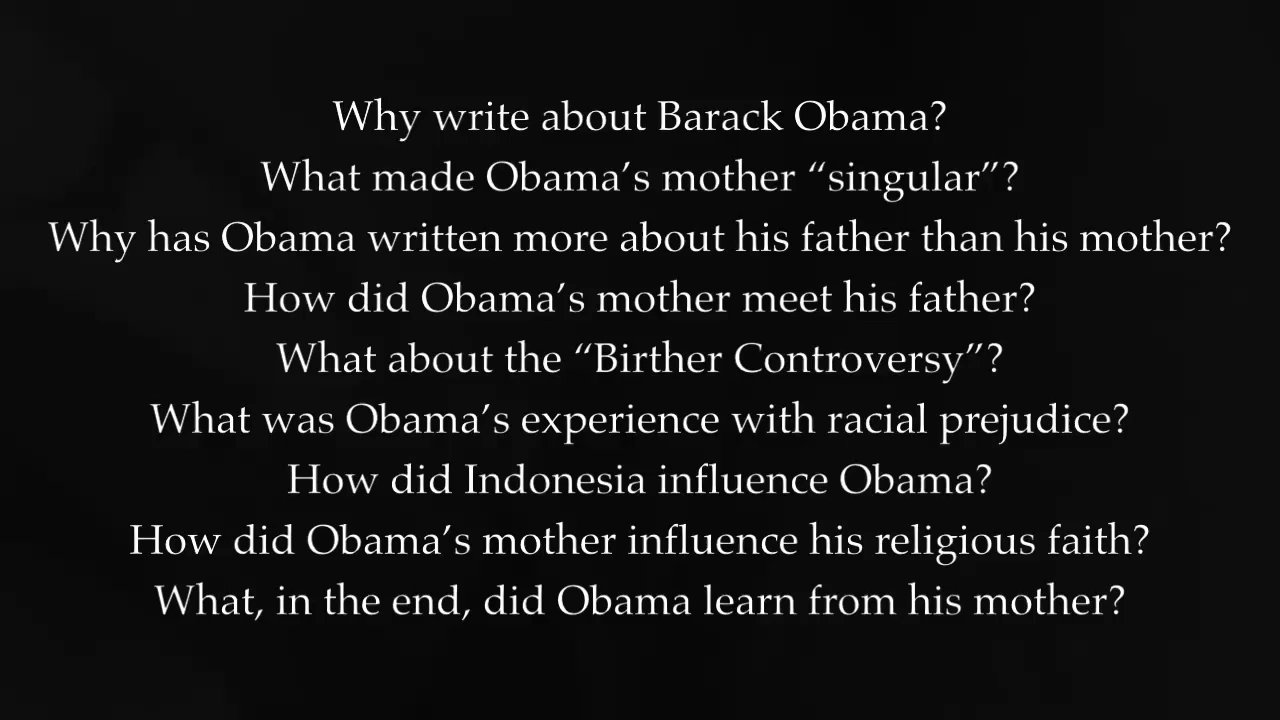 Why write about Barack Obama?
What made Obama’s mother “singular”?
Why has Obama written more about his father than his mother?
How did Obama’s mother meet his father?
What about the “Birther Controversy”?
What was Obama’s experience with racial prejudice?
How did Indonesia influence Obama?
How did Obama’s mother influence his religious faith?
What, in the end, did Obama learn from his mother?